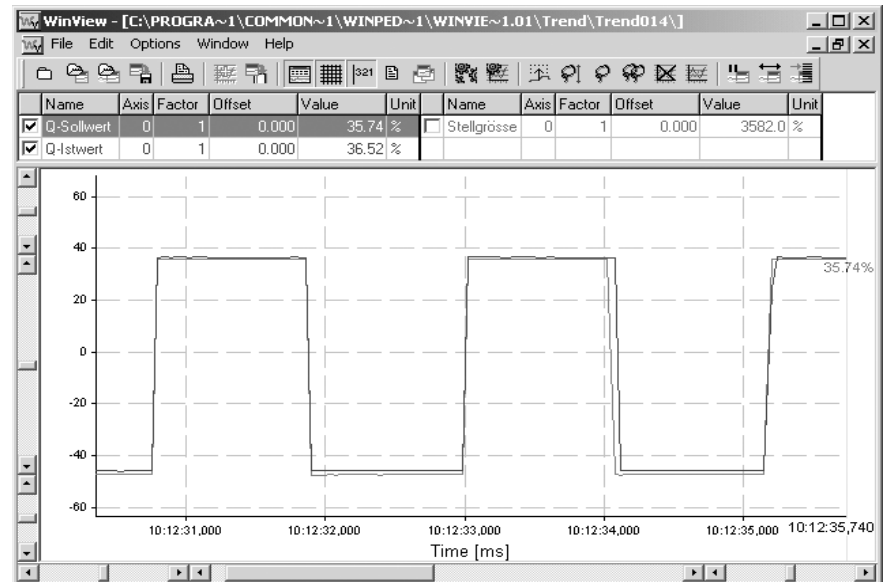 WinView - [C:\PROGRA~1\COMMON~1\WINPED~1\WINVIE~1.01\Trend\Trend014\]
File Edit Options Window Help
321
Name Axis Factor Offset Value Unit Name Axis Factor Offset Value Unit
Q-Sollwert 0 1 0.000 35.74 % Stellgrösse 0 1 0.000 3582.0 %
Q-Istwert 0 1 0.000 36.52 %
60
40
35.74%
20
0
-20
-40
-60
10:12:31,000 10:12:32,000 10:12:33,000 10:12:34,000 10:12:35,000 10:12:35,740
Time [ms]